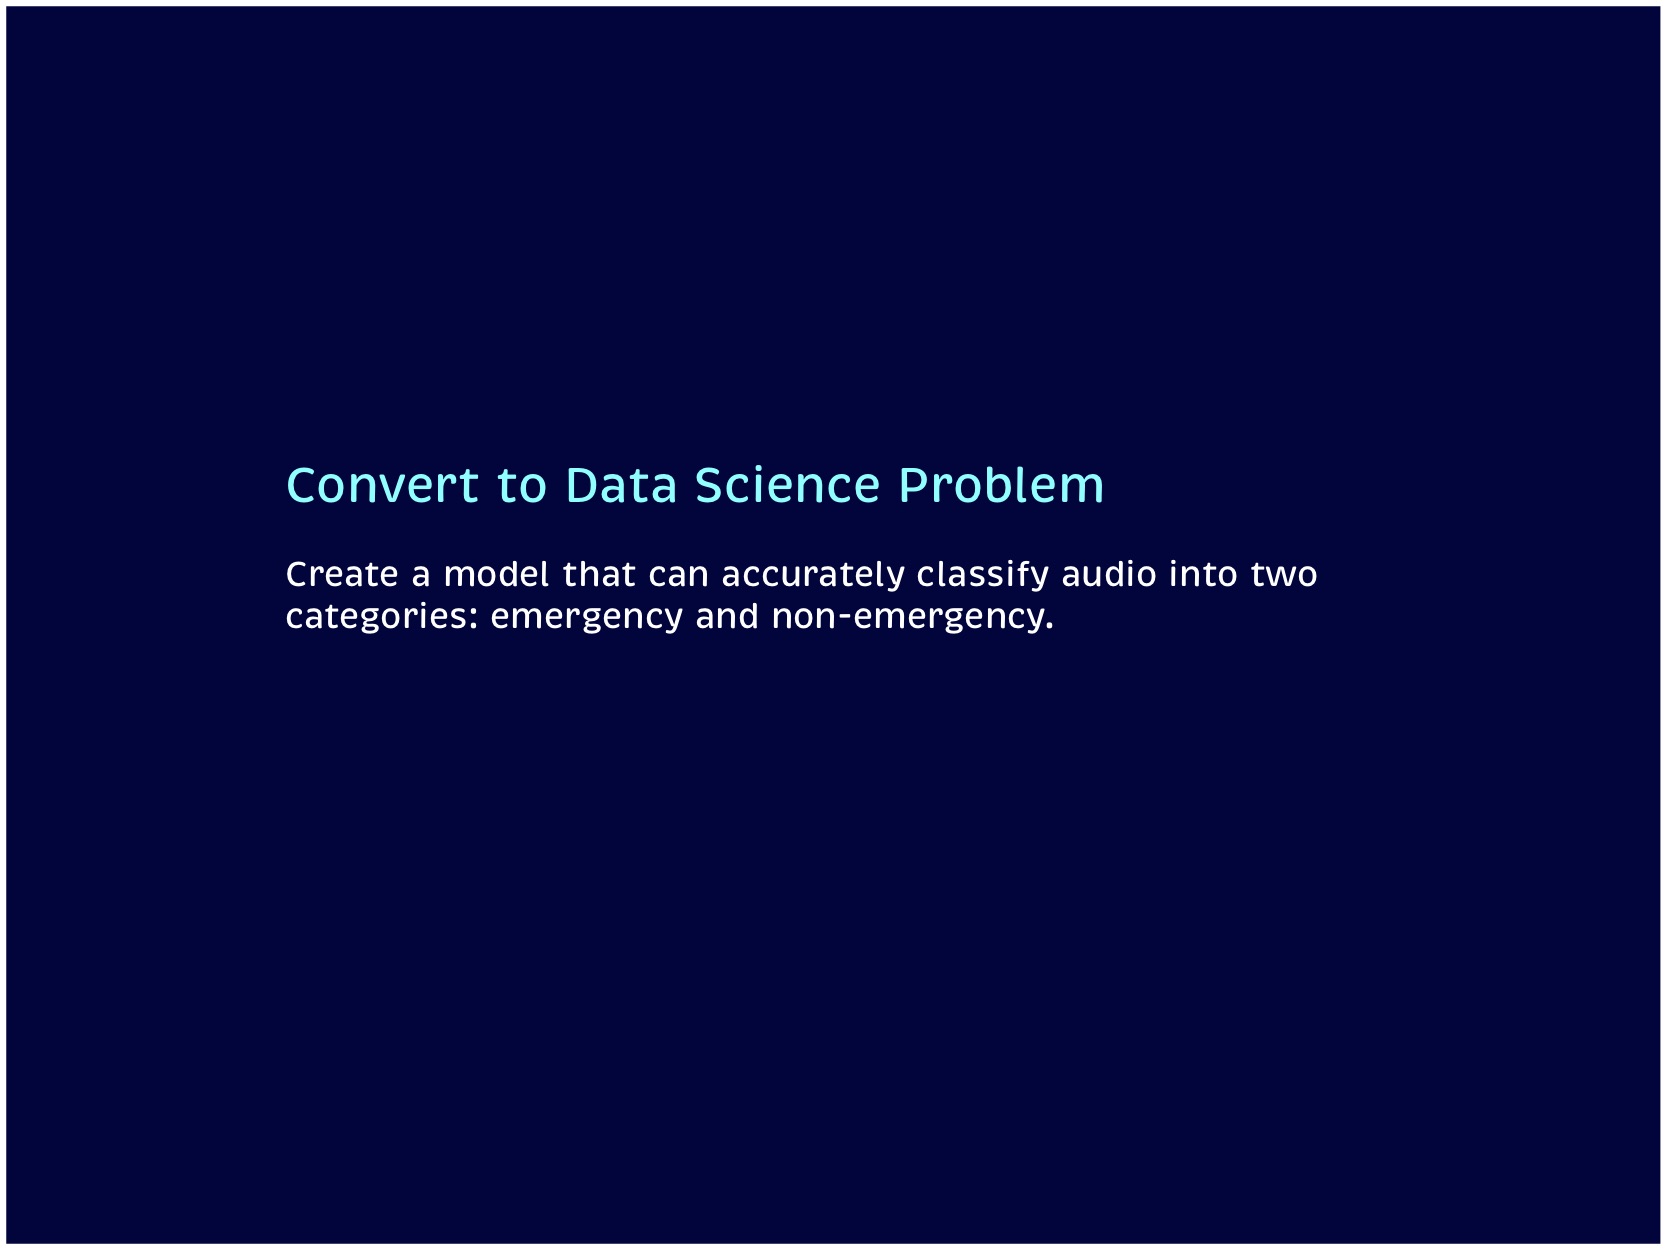 Convert to Data Science Problem
Create a model that can accurately classify audio into two
categories: emergency and non-emergency.